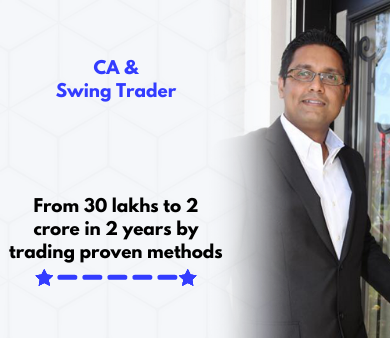 CA &
Swing Trader
From 30 lakhs to 2
crore in 2 years by
trading proven methods